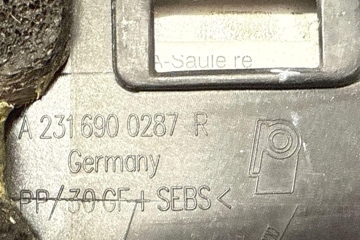 A-Säule re
A 231 690 0287 R
Germany
PP/30 GF + SEBS <